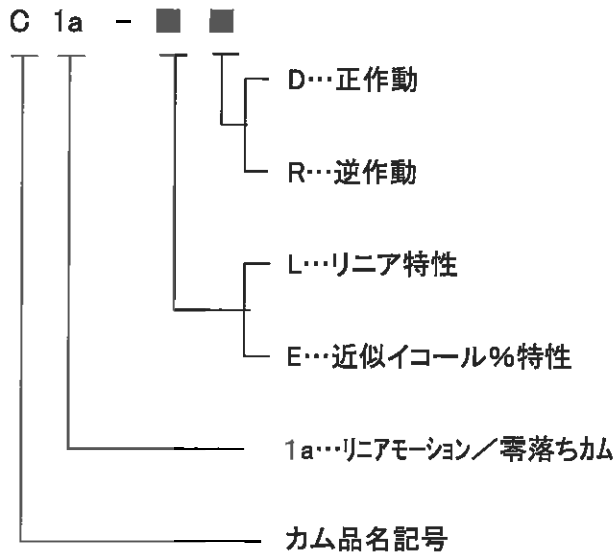 C 1a - ■ ■
D…正作動
R…逆作動
L…リニア特性
E…近似イコール%特性
1a…リニアモーション／零落ちカム
カム品名記号